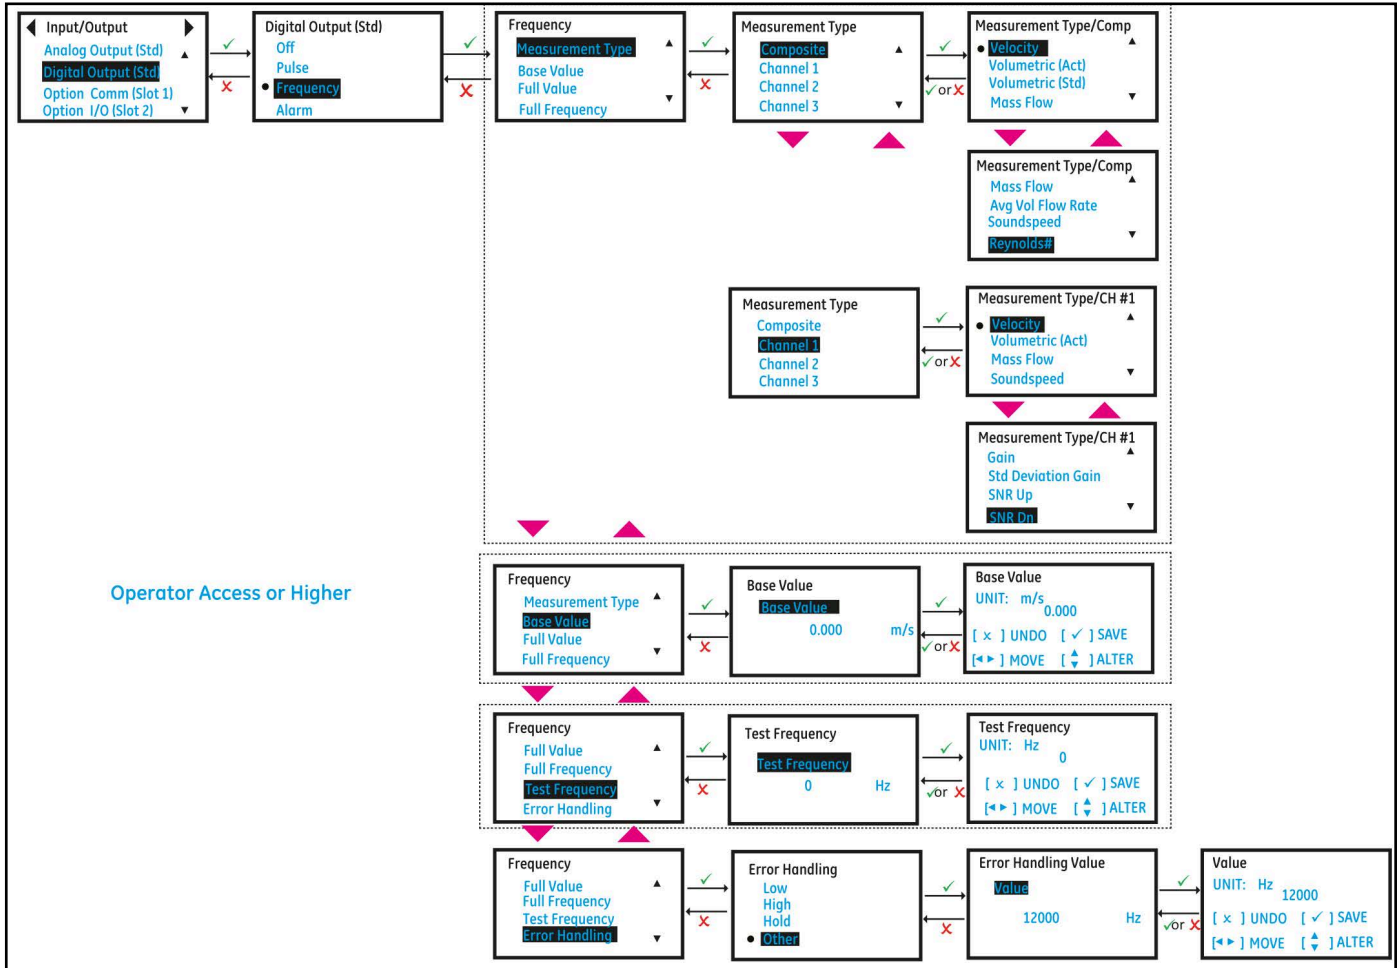 Input/Output
Analog Output (Std)
Digital Output (Std)
Option Comm (Slot 1)
Option I/O (Slot 2)
Digital Output (Std)
Off
Pulse
Frequency
Alarm
Frequency
Measurement Type
Base Value
Full Value
Full Frequency
Measurement Type
Composite
Channel 1
Channel 2
Channel 3
or
Measurement Type/Comp
Velocity
Volumetric (Act)
Volumetric (Std)
Mass Flow
Measurement Type/Comp
Mass Flow
Avg Vol Flow Rate
Soundspeed
Reynolds#
Measurement Type
Composite
Channel 1
Channel 2
Channel 3
or
Measurement Type/CH #1
Velocity
Volumetric (Act)
Mass Flow
Soundspeed
Measurement Type/CH #1
Gain
Std Deviation Gain
SNR Up
SNR Dn
Operator Access or Higher
Frequency
Measurement Type
Base Value
Full Value
Full Frequency
Base Value
Base Value
0.000 m/s
or
Base Value
UNIT: m/s
0.000
[ x ] UNDO [ ✓ ] SAVE
[◄ ►] MOVE [ ▲▼ ] ALTER
Frequency
Full Value
Full Frequency
Test Frequency
Error Handling
Test Frequency
Test Frequency
0 Hz
or
Test Frequency
UNIT: Hz
0
[ x ] UNDO [ ✓ ] SAVE
[◄ ►] MOVE [ ▲▼ ] ALTER
Frequency
Full Value
Full Frequency
Test Frequency
Error Handling
Error Handling
Low
High
Hold
Other
Error Handling Value
Value
12000 Hz
or
Value
UNIT: Hz
12000
[ x ] UNDO [ ✓ ] SAVE
[◄ ►] MOVE [ ▲▼ ] ALTER